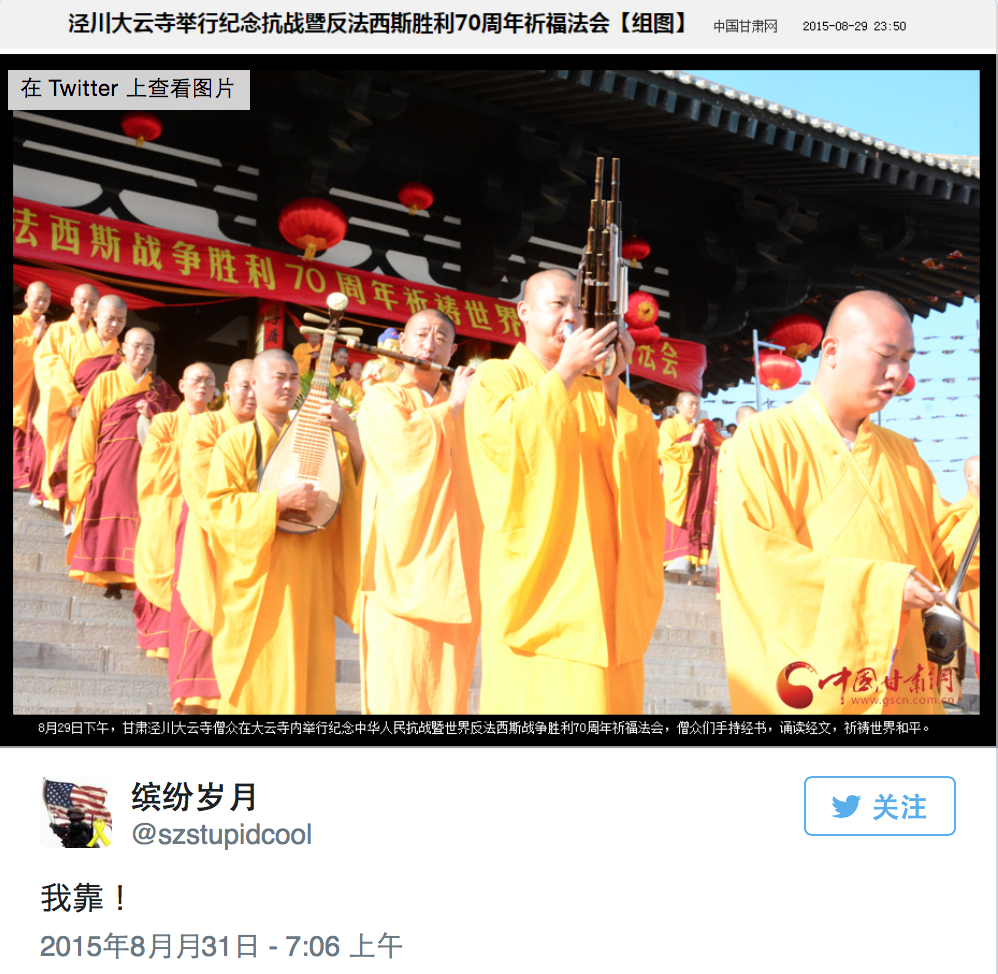 泾川大云寺举行纪念抗战暨反法西斯胜利70周年祈福法会【组图】 中国甘肃网 2015-08-29 23:50
在 Twitter 上查看图片
法西斯战争胜利70周年祈祷世界
法会
中国甘肃网
www.gscn.com.cn
8月29日下午，甘肃泾川大云寺僧众在大云寺内举行纪念中华人民抗战暨世界反法西斯战争胜利70周年祈福法会，僧众们手持经书，诵读经文，祈祷世界和平。
缤纷岁月
@szstupidcool
关注
我靠！
2015年8月月31日 - 7:06 上午